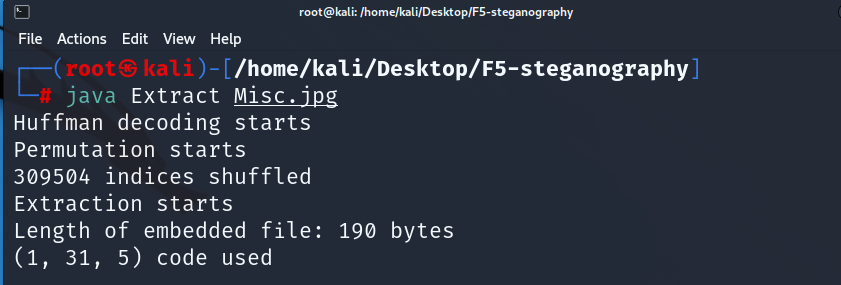 root@kali: /home/kali/Desktop/F5-steganography
File Actions Edit View Help
┌──(root㉿kali)-[/home/kali/Desktop/F5-steganography]
└─# java Extract Misc.jpg
Huffman decoding starts
Permutation starts
309504 indices shuffled
Extraction starts
Length of embedded file: 190 bytes
(1, 31, 5) code used